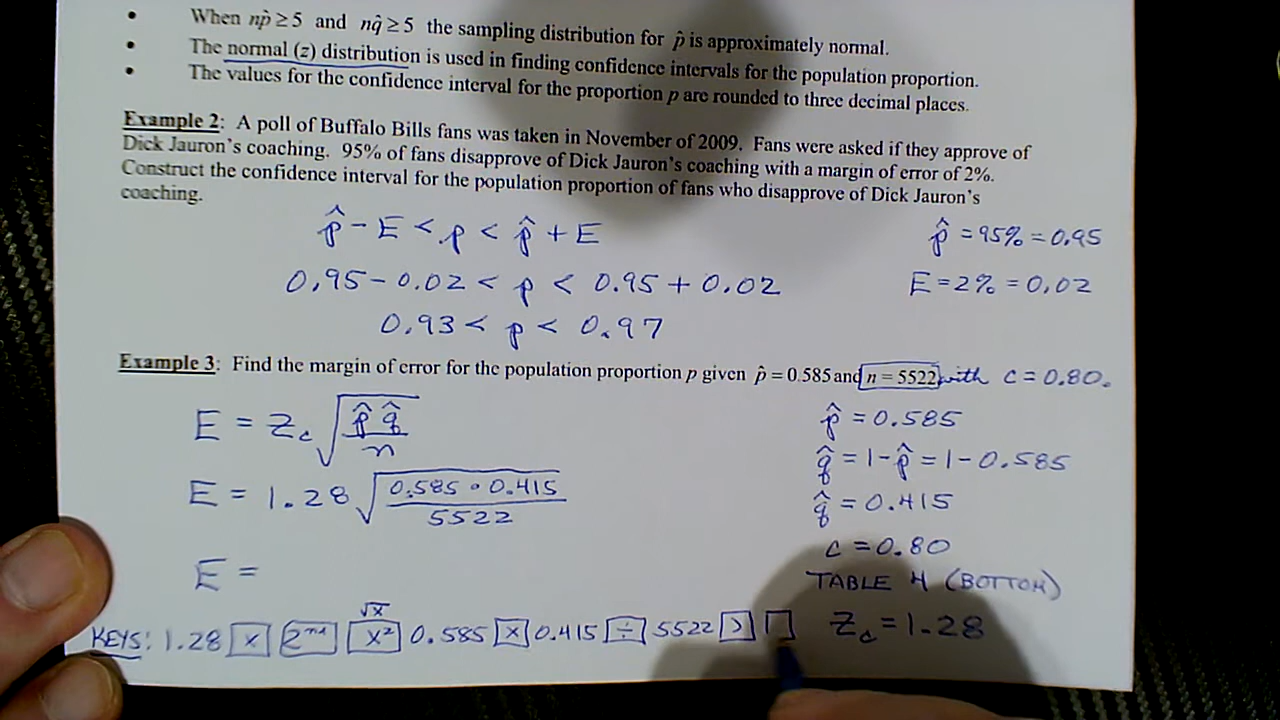 • When np̂ ≥ 5 and nq̂ ≥ 5 the sampling distribution for p̂ is approximately normal.
• The normal (z) distribution is used in finding confidence intervals for the population proportion.
• The values for the confidence interval for the proportion p are rounded to three decimal places.
Example 2: A poll of Buffalo Bills fans was taken in November of 2009. Fans were asked if they approve of
Dick Jauron's coaching. 95% of fans disapprove of Dick Jauron's coaching with a margin of error of 2%.
Construct the confidence interval for the population proportion of fans who disapprove of Dick Jauron's
coaching.
p̂ - E < p < p̂ + E
p̂ = 95% = 0.95
0.95 - 0.02 < p < 0.95 + 0.02
E = 2% = 0.02
0.93 < p < 0.97
Example 3: Find the margin of error for the population proportion p given p̂ = 0.585 and n = 5522 with c = 0.80.
E = Zc √(p̂ q̂ / n)
p̂ = 0.585
q̂ = 1 - p̂ = 1 - 0.585
E = 1.28 √(0.585 • 0.415 / 5522)
q̂ = 0.415
c = 0.80
E =
TABLE 4 (BOTTOM)
√x
KEYS: 1.28 × 2nd x² 0.585 × 0.415 ÷ 5522 >
Zc = 1.28